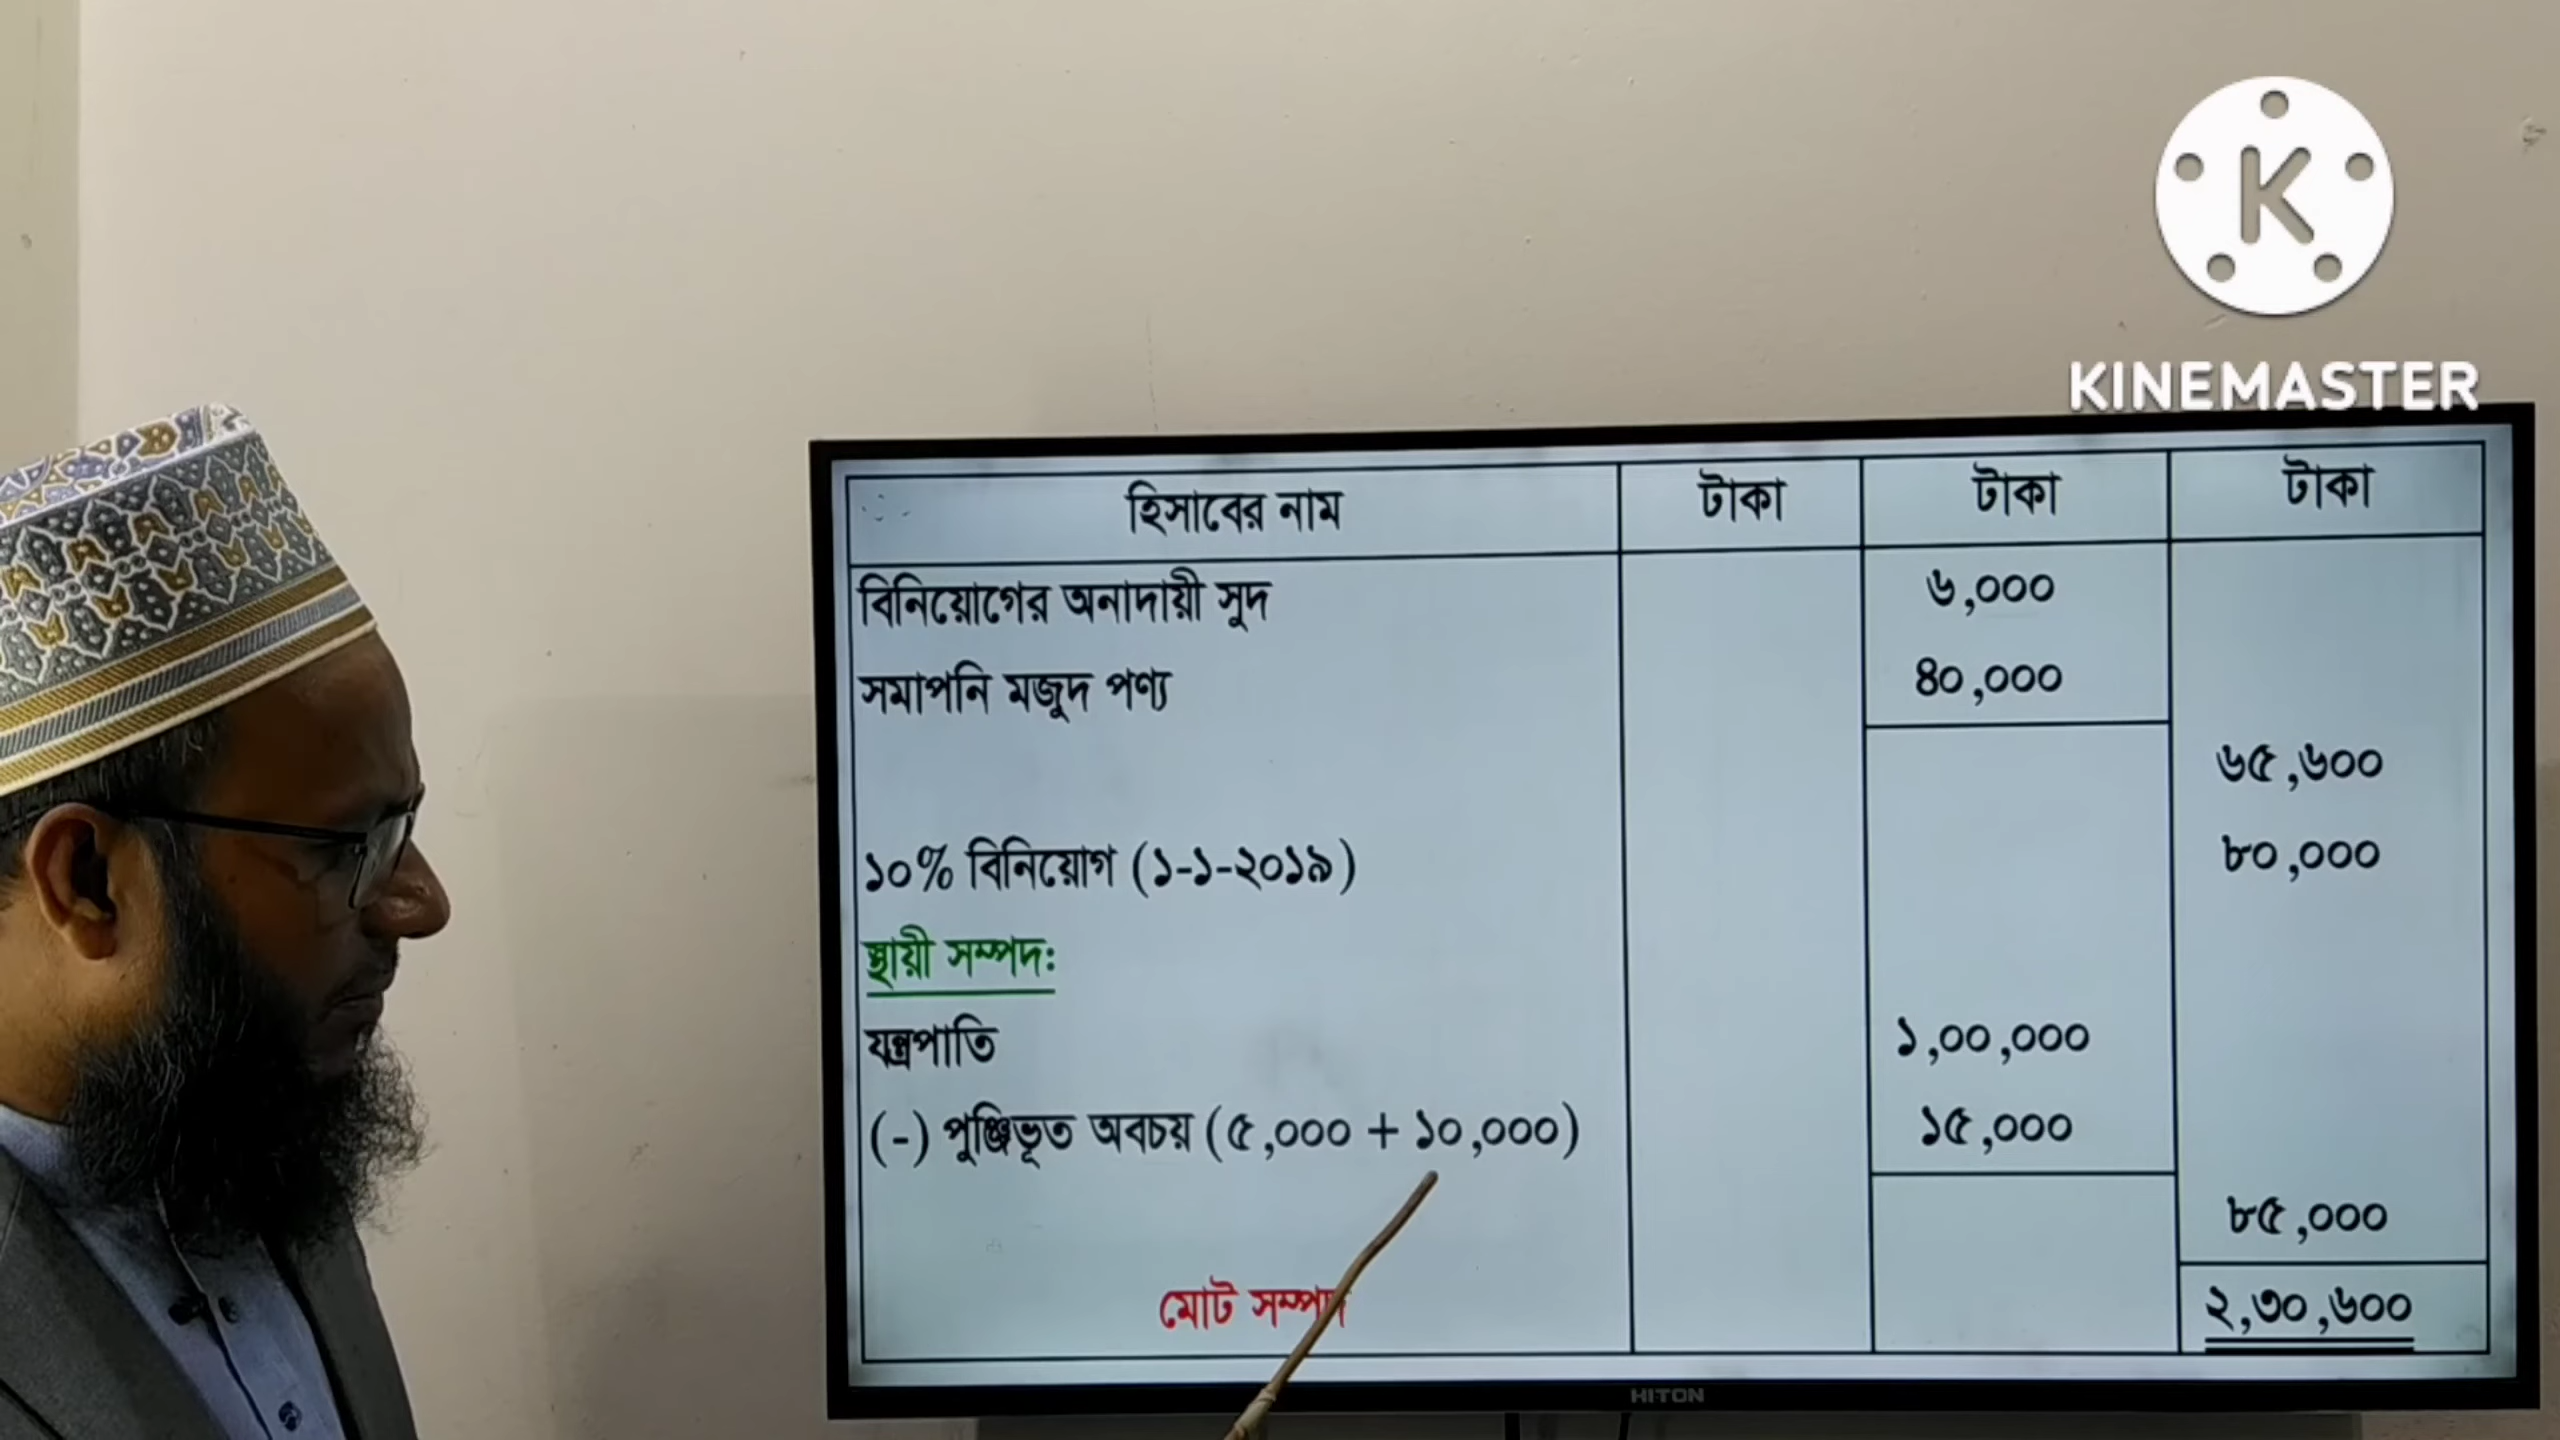 KINEMASTER
হিসাবের নাম টাকা টাকা টাকা
বিনিয়োগের অনাদায়ী সুদ ৬,০০০
সমাপনি মজুদ পণ্য ৪০,০০০
৬৫,৬০০
১০% বিনিয়োগ (১-১-২০১৯) ৮০,০০০
স্থায়ী সম্পদ:
যন্ত্রপাতি ১,০০,০০০
(-) পুঞ্জিভূত অবচয় (৫,০০০ + ১০,০০০) ১৫,০০০
৮৫,০০০
মোট সম্পদ ২,৩০,৬০০
HITON